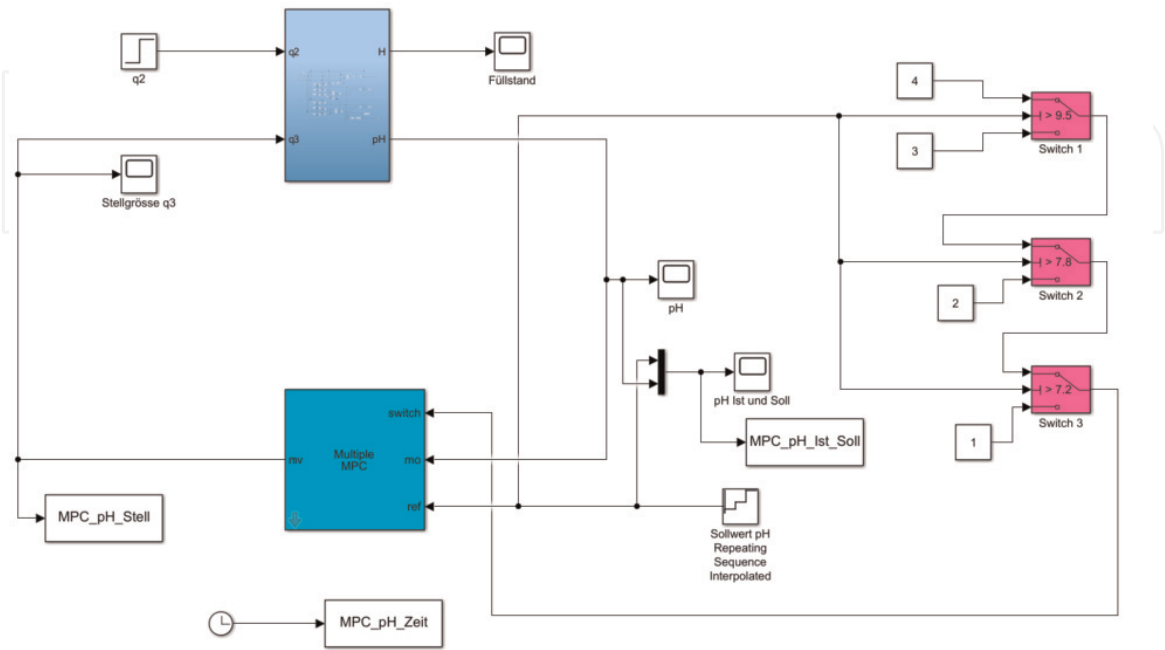 q2
q2
H
Füllstand
q3
pH
Stellgrösse q3
4
> 9.5
3
Switch 1
> 7.8
2
Switch 2
pH
> 7.2
1
Switch 3
pH Ist und Soll
MPC_pH_Ist_Soll
switch
Multiple
MPC
mv
mo
ref
MPC_pH_Stell
Sollwert pH
Repeating
Sequence
Interpolated
MPC_pH_Zeit